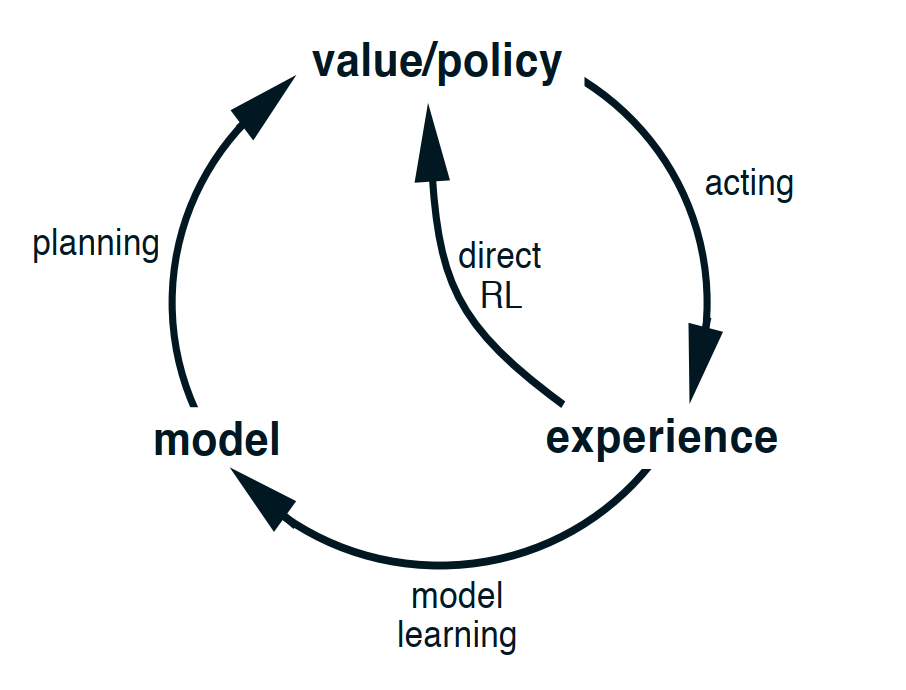 value/policy
acting
planning
direct
RL
model
experience
model
learning